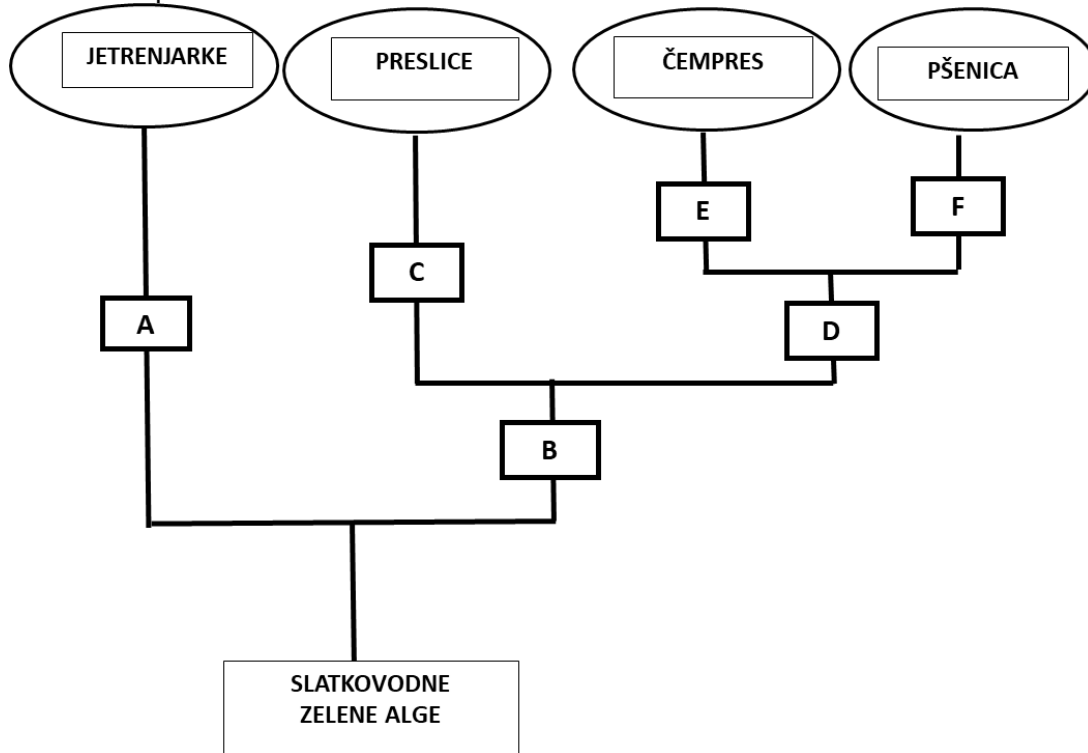 JETRENJARKE
PRESLICE
ČEMPRES
PŠENICA
E
F
C
A
D
B
SLATKOVODNE
ZELENE ALGE